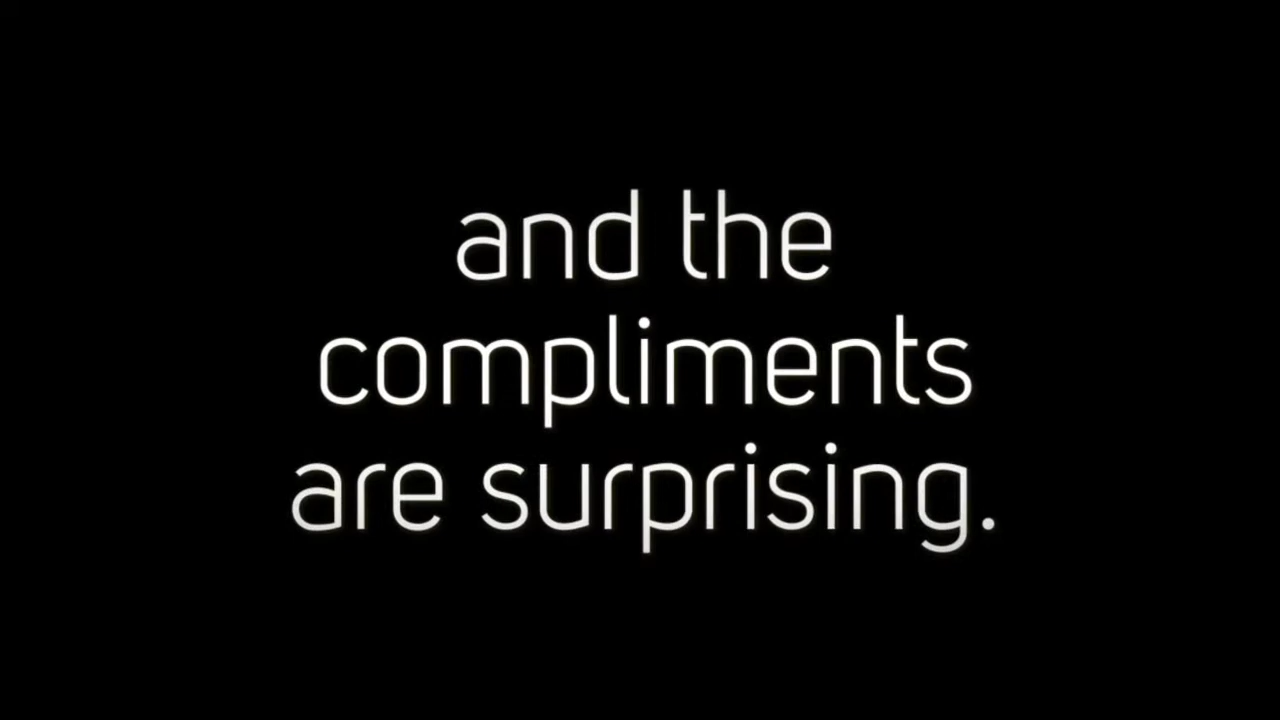 and the
compliments
are surprising.